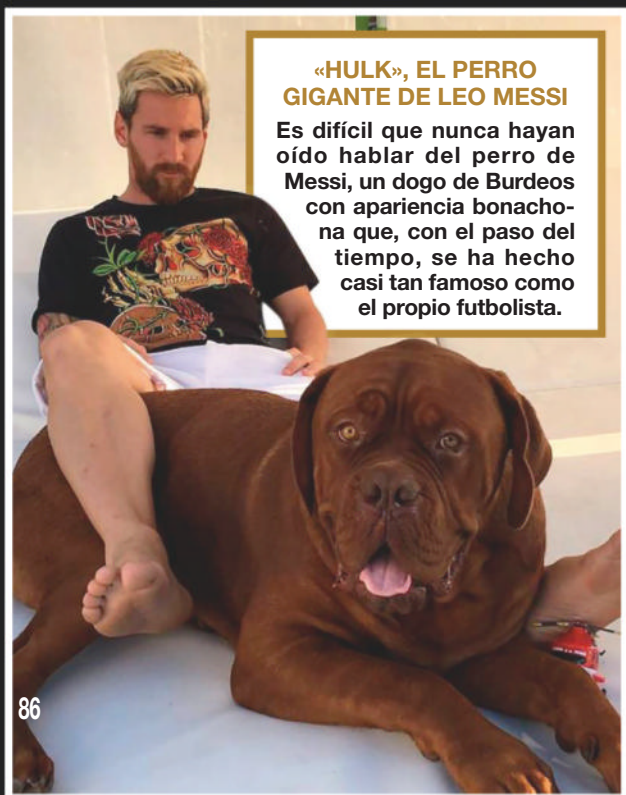 «HULK», EL PERRO
GIGANTE DE LEO MESSI
Es difícil que nunca hayan
oído hablar del perro de
Messi, un dogo de Burdeos
con apariencia bonacho-
na que, con el paso del
tiempo, se ha hecho
casi tan famoso como
el propio futbolista.
86